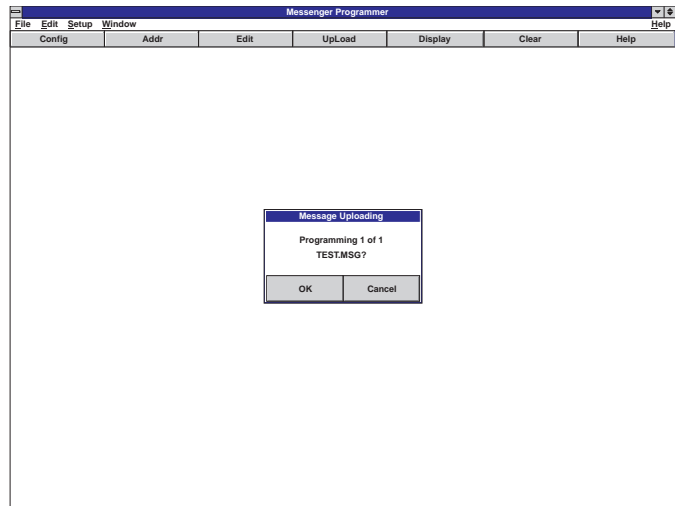 Messenger Programmer
File Edit Setup Window Help
Config Addr Edit UpLoad Display Clear Help
Message Uploading
Programming 1 of 1
TEST.MSG?
OK Cancel